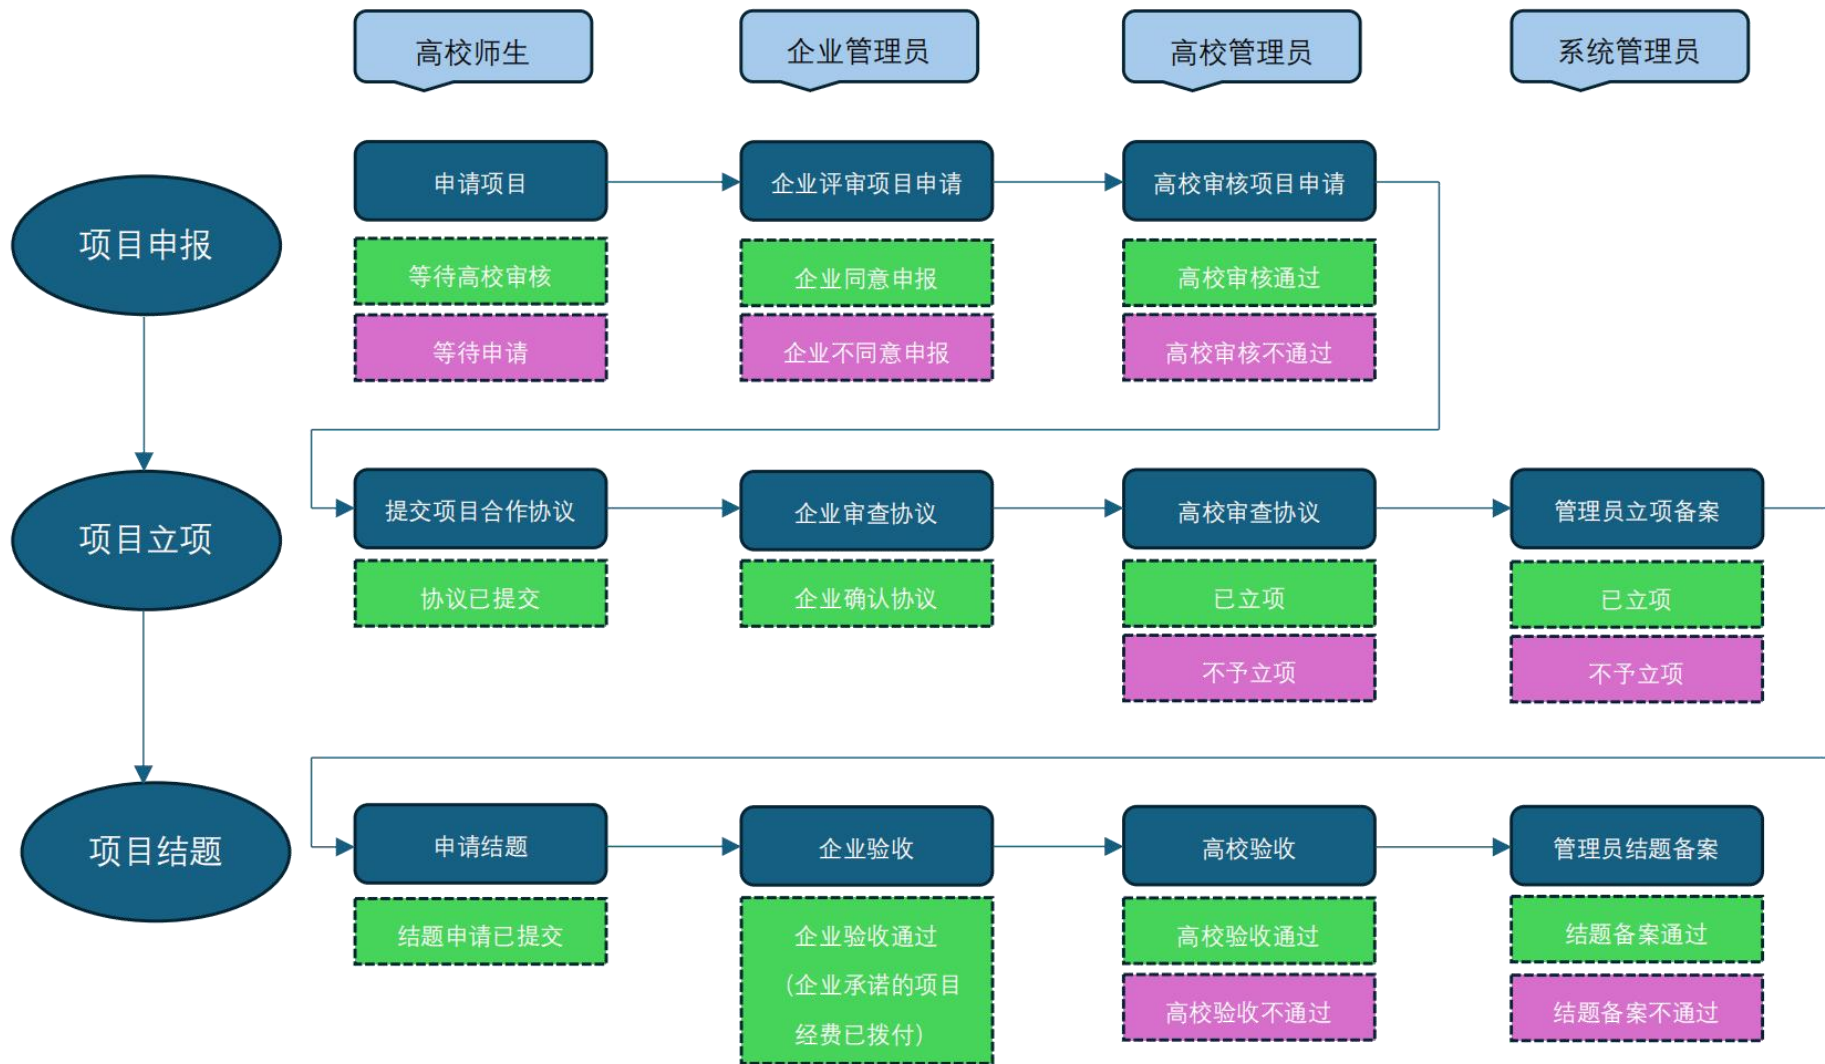 高校师生
企业管理员
高校管理员
系统管理员
项目申报
申请项目
企业评审项目申请
高校审核项目申请
等待高校审核
企业同意申报
高校审核通过
等待申请
企业不同意申报
高校审核不通过
项目立项
提交项目合作协议
企业审查协议
高校审查协议
管理员立项备案
协议已提交
企业确认协议
已立项
已立项
不予立项
不予立项
项目结题
申请结题
企业验收
高校验收
管理员结题备案
结题申请已提交
企业验收通过
（企业承诺的项目
经费已拨付）
高校验收通过
结题备案通过
高校验收不通过
结题备案不通过